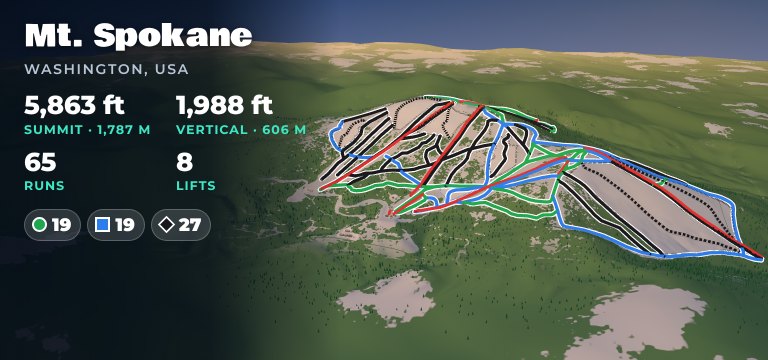 Mt. Spokane
WASHINGTON, USA
5,863 ft 1,988 ft
SUMMIT · 1,787 M VERTICAL · 606 M
65 8
RUNS LIFTS
19 19 27